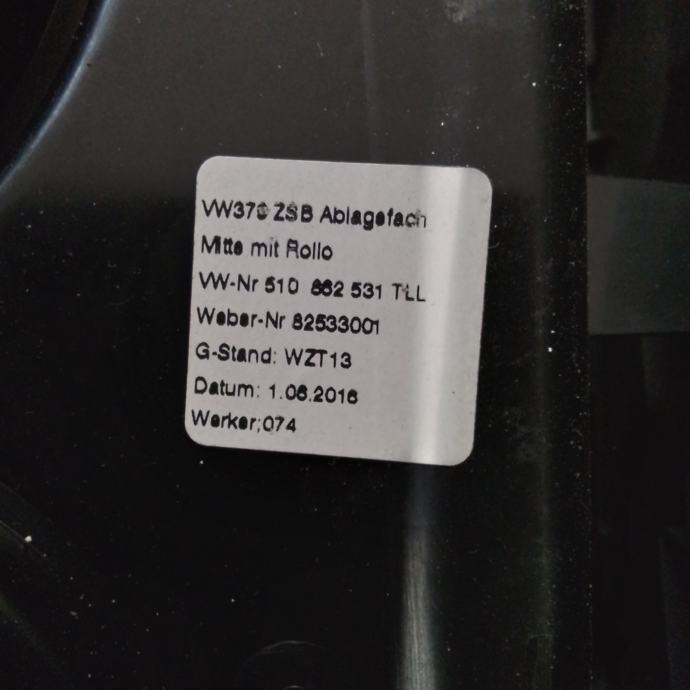 VW370 ZSB Ablagefach
Mitte mit Rollo
VW-Nr 510 862 531 TLL
Weber-Nr 82533001
G-Stand: WZT13
Datum: 1.06.2016
Werker;074